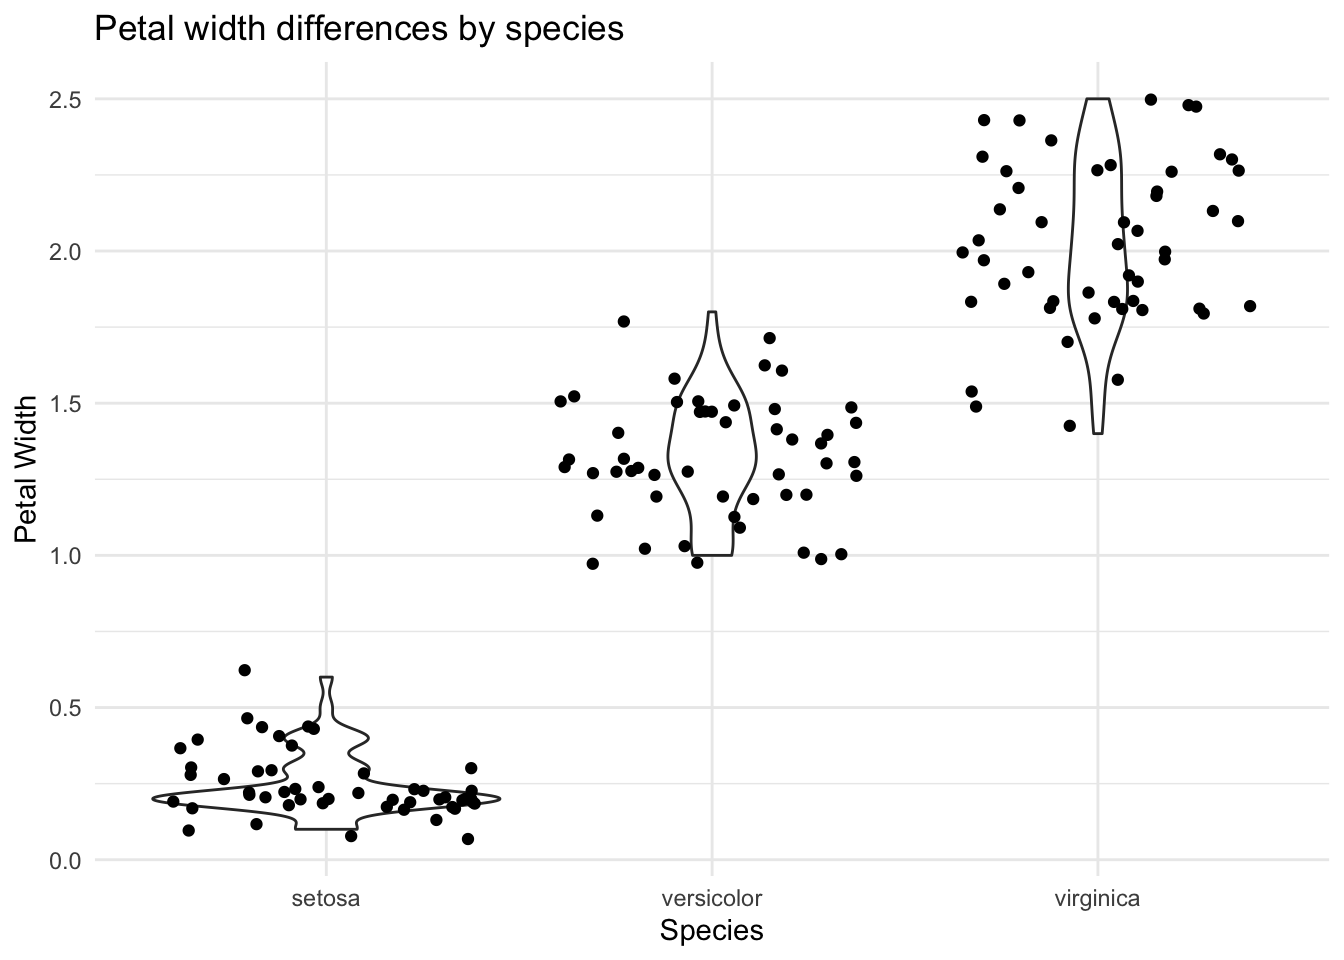 Petal width differences by species
2.5
2.0
1.5
1.0
0.5
0.0
Petal Width
setosa versicolor virginica
Species